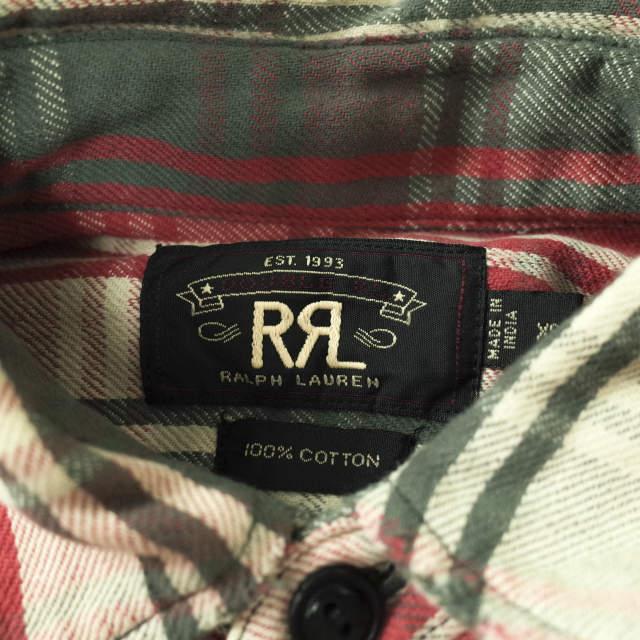 EST. 1993
RRL
RALPH LAUREN
MADE IN
INDIA
100% COTTON